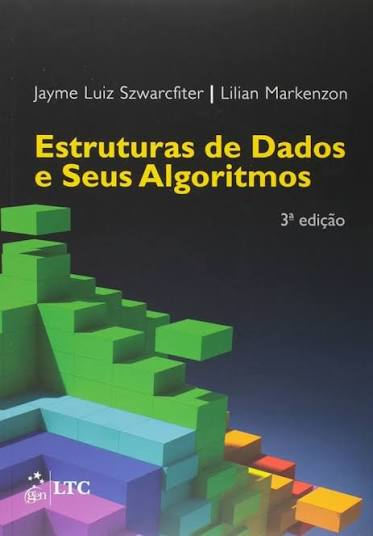 Jayme Luiz Szwarcfiter | Lilian Markenzon
Estruturas de Dados
e Seus Algoritmos
3ª edição
gen LTC